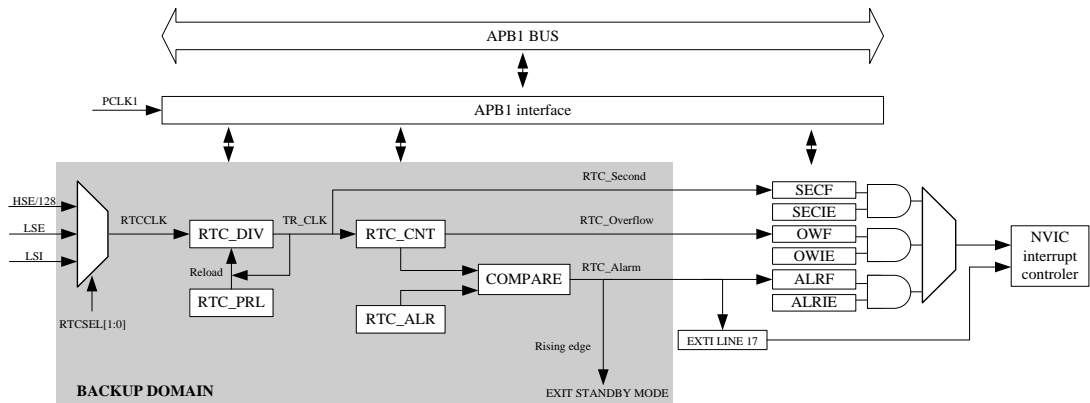 APB1 BUS
PCLK1
APB1 interface
HSE/128
LSE
LSI
RTCSEL[1:0]
RTCCLK
RTC_DIV
Reload
RTC_PRL
TR_CLK
RTC_CNT
RTC_ALR
COMPARE
RTC_Second
RTC_Overflow
RTC_Alarm
Rising edge
EXIT STANDBY MODE
BACKUP DOMAIN
SECF
SECIE
OWF
OWIE
ALRF
ALRIE
EXTI LINE 17
NVIC
interrupt
controler